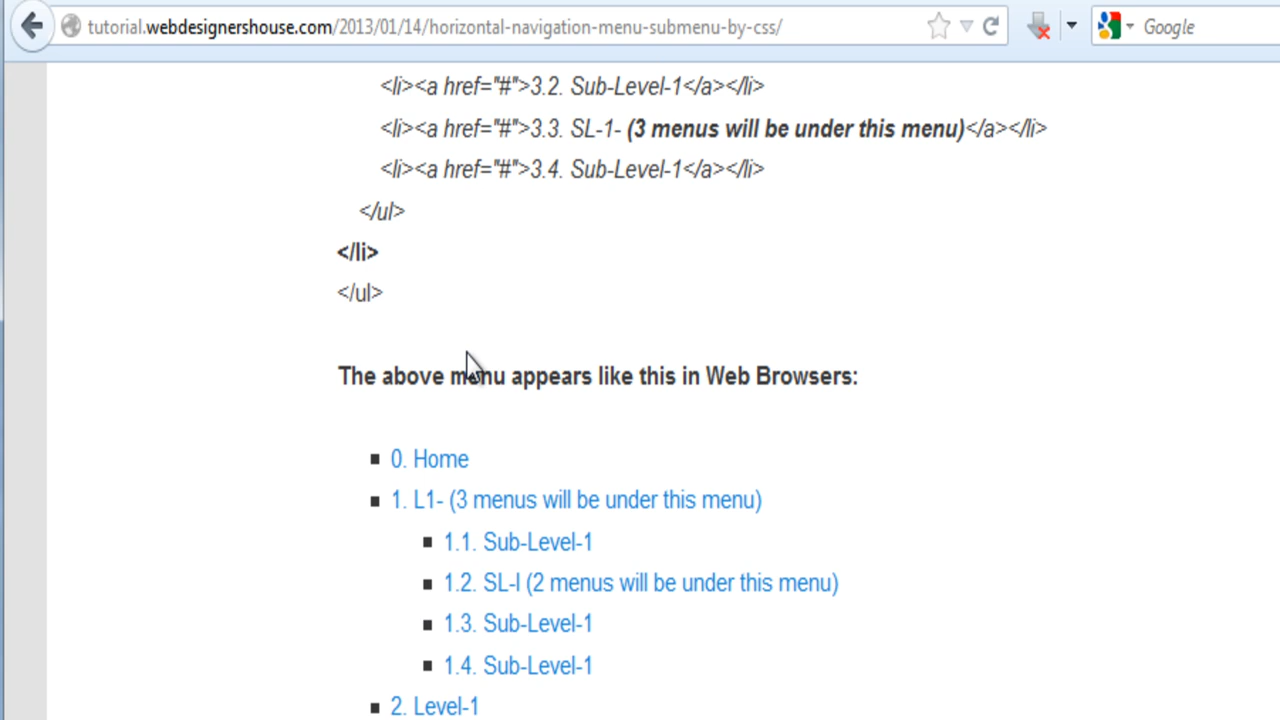 tutorial.webdesignershouse.com/2013/01/14/horizontal-navigation-menu-submenu-by-css/
Google
<li><a href="#">3.2. Sub-Level-1</a></li>
<li><a href="#">3.3. SL-1- (3 menus will be under this menu)</a></li>
<li><a href="#">3.4. Sub-Level-1</a></li>
</ul>
</li>
</ul>
The above menu appears like this in Web Browsers:
0. Home
1. L1- (3 menus will be under this menu)
1.1. Sub-Level-1
1.2. SL-I (2 menus will be under this menu)
1.3. Sub-Level-1
1.4. Sub-Level-1
2. Level-1